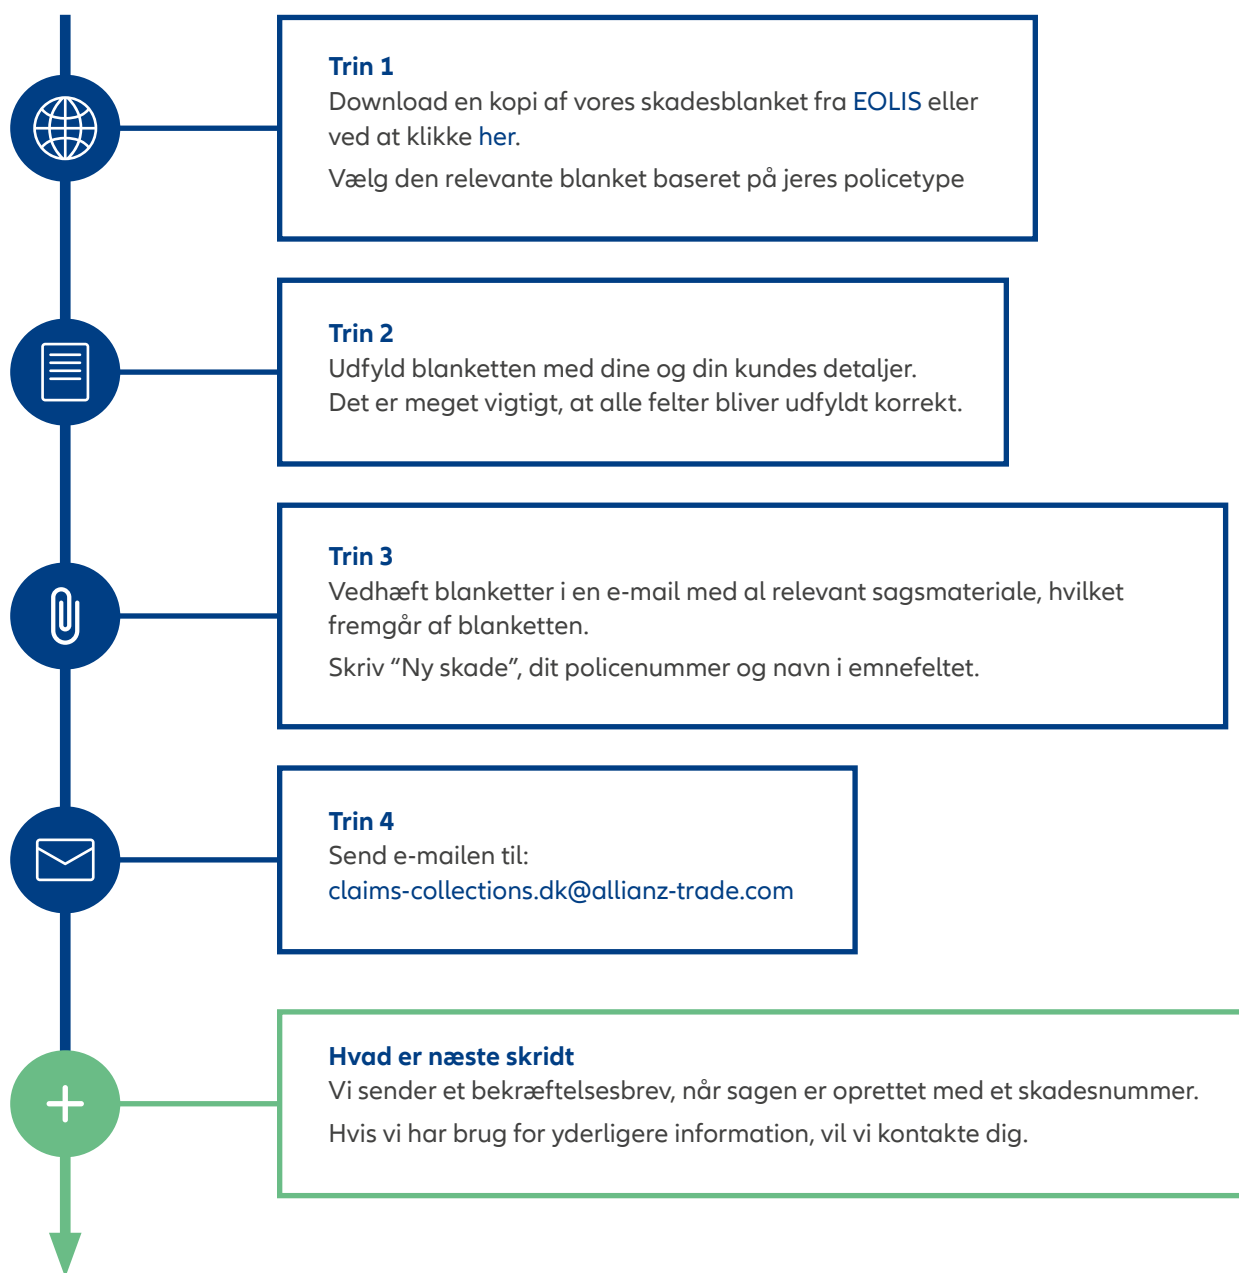 Trin 1
Download en kopi af vores skadesblanket fra EOLIS eller
ved at klikke her.
Vælg den relevante blanket baseret på jeres policetype
Trin 2
Udfyld blanketten med dine og din kundes detaljer.
Det er meget vigtigt, at alle felter bliver udfyldt korrekt.
Trin 3
Vedhæft blanketter i en e-mail med al relevant sagsmateriale, hvilket
fremgår af blanketten.
Skriv “Ny skade”, dit policenummer og navn i emnefeltet.
Trin 4
Send e-mailen til:
claims-collections.dk@allianz-trade.com
Hvad er næste skridt
Vi sender et bekræftelsesbrev, når sagen er oprettet med et skadesnummer.
Hvis vi har brug for yderligere information, vil vi kontakte dig.